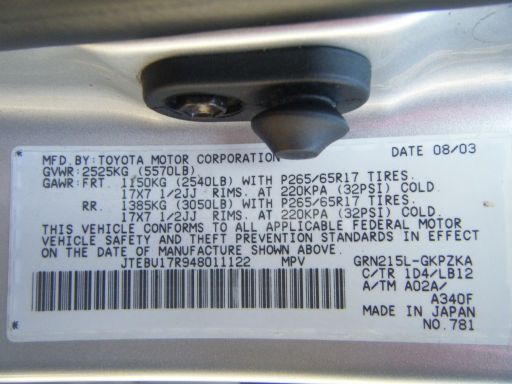 MFD.BY:TOYOTA MOTOR CORPORATION DATE 08/03
GVWR:2525KG (5570LB)
GAWR:FRT. 1150KG (2540LB) WITH P265/65R17 TIRES.
17X7 1/2JJ RIMS. AT 220KPA (32PSI) COLD.
RR. 1385KG (3050LB) WITH P265/65R17 TIRES.
17X7 1/2JJ RIMS. AT 220KPA (32PSI) COLD.
THIS VEHICLE CONFORMS TO ALL APPLICABLE FEDERAL MOTOR
VEHICLE SAFETY AND THEFT PREVENTION STANDARDS IN EFFECT
ON THE DATE OF MANUFACTURE SHOWN ABOVE.
JTEBU17R948011122 MPV GRN215L-GKPZKA
C/TR 1D4/LB12
A/TM A02A/
A340F
MADE IN JAPAN
NO.781